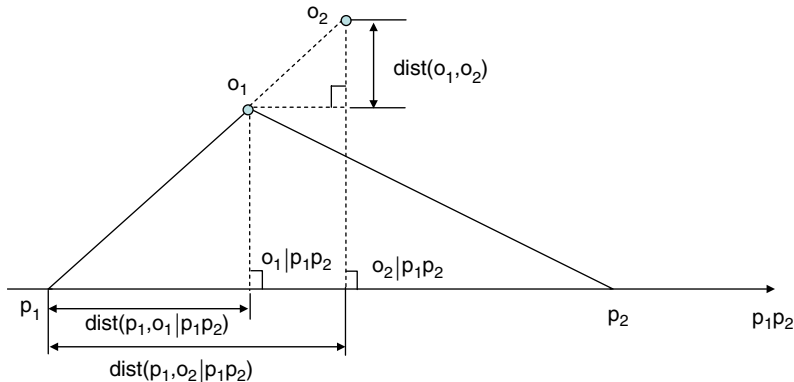 o₂
dist(o₁,o₂)
o₁
o₁|p₁p₂
o₂|p₁p₂
p₁
p₂
p₁p₂
dist(p₁,o₁|p₁p₂)
dist(p₁,o₂|p₁p₂)